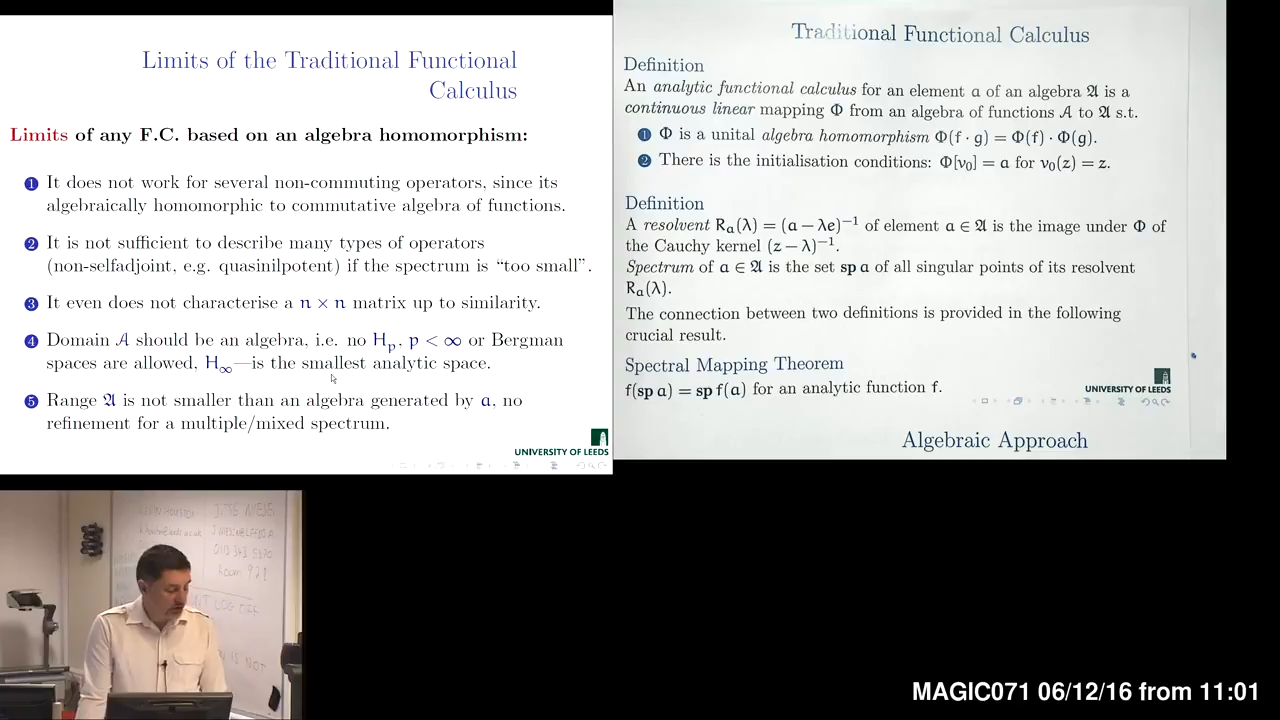 Limits of the Traditional Functional
Calculus
Limits of any F.C. based on an algebra homomorphism:
1 It does not work for several non-commuting operators, since its
algebraically homomorphic to commutative algebra of functions.
2 It is not sufficient to describe many types of operators
(non-selfadjoint, e.g. quasinilpotent) if the spectrum is “too small”.
3 It even does not characterise a n × n matrix up to similarity.
4 Domain 𝒜 should be an algebra, i.e. no Hₚ, p < ∞ or Bergman
spaces are allowed, H∞—is the smallest analytic space.
5 Range 𝔄 is not smaller than an algebra generated by a, no
refinement for a multiple/mixed spectrum.
UNIVERSITY OF LEEDS
Traditional Functional Calculus
Definition
An analytic functional calculus for an element a of an algebra 𝔄 is a
continuous linear mapping Φ from an algebra of functions 𝒜 to 𝔄 s.t.
1 Φ is a unital algebra homomorphism Φ(f · g) = Φ(f) · Φ(g).
2 There is the initialisation conditions: Φ[v₀] = a for v₀(z) = z.
Definition
A resolvent Rₐ(λ) = (a − λe)⁻¹ of element a ∈ 𝔄 is the image under Φ of
the Cauchy kernel (z − λ)⁻¹.
Spectrum of a ∈ 𝔄 is the set sp a of all singular points of its resolvent
Rₐ(λ).
The connection between two definitions is provided in the following
crucial result.
Spectral Mapping Theorem
f(sp a) = sp f(a) for an analytic function f.
UNIVERSITY OF LEEDS
Algebraic Approach
Room 9.21
MAGIC071 06/12/16 from 11:01